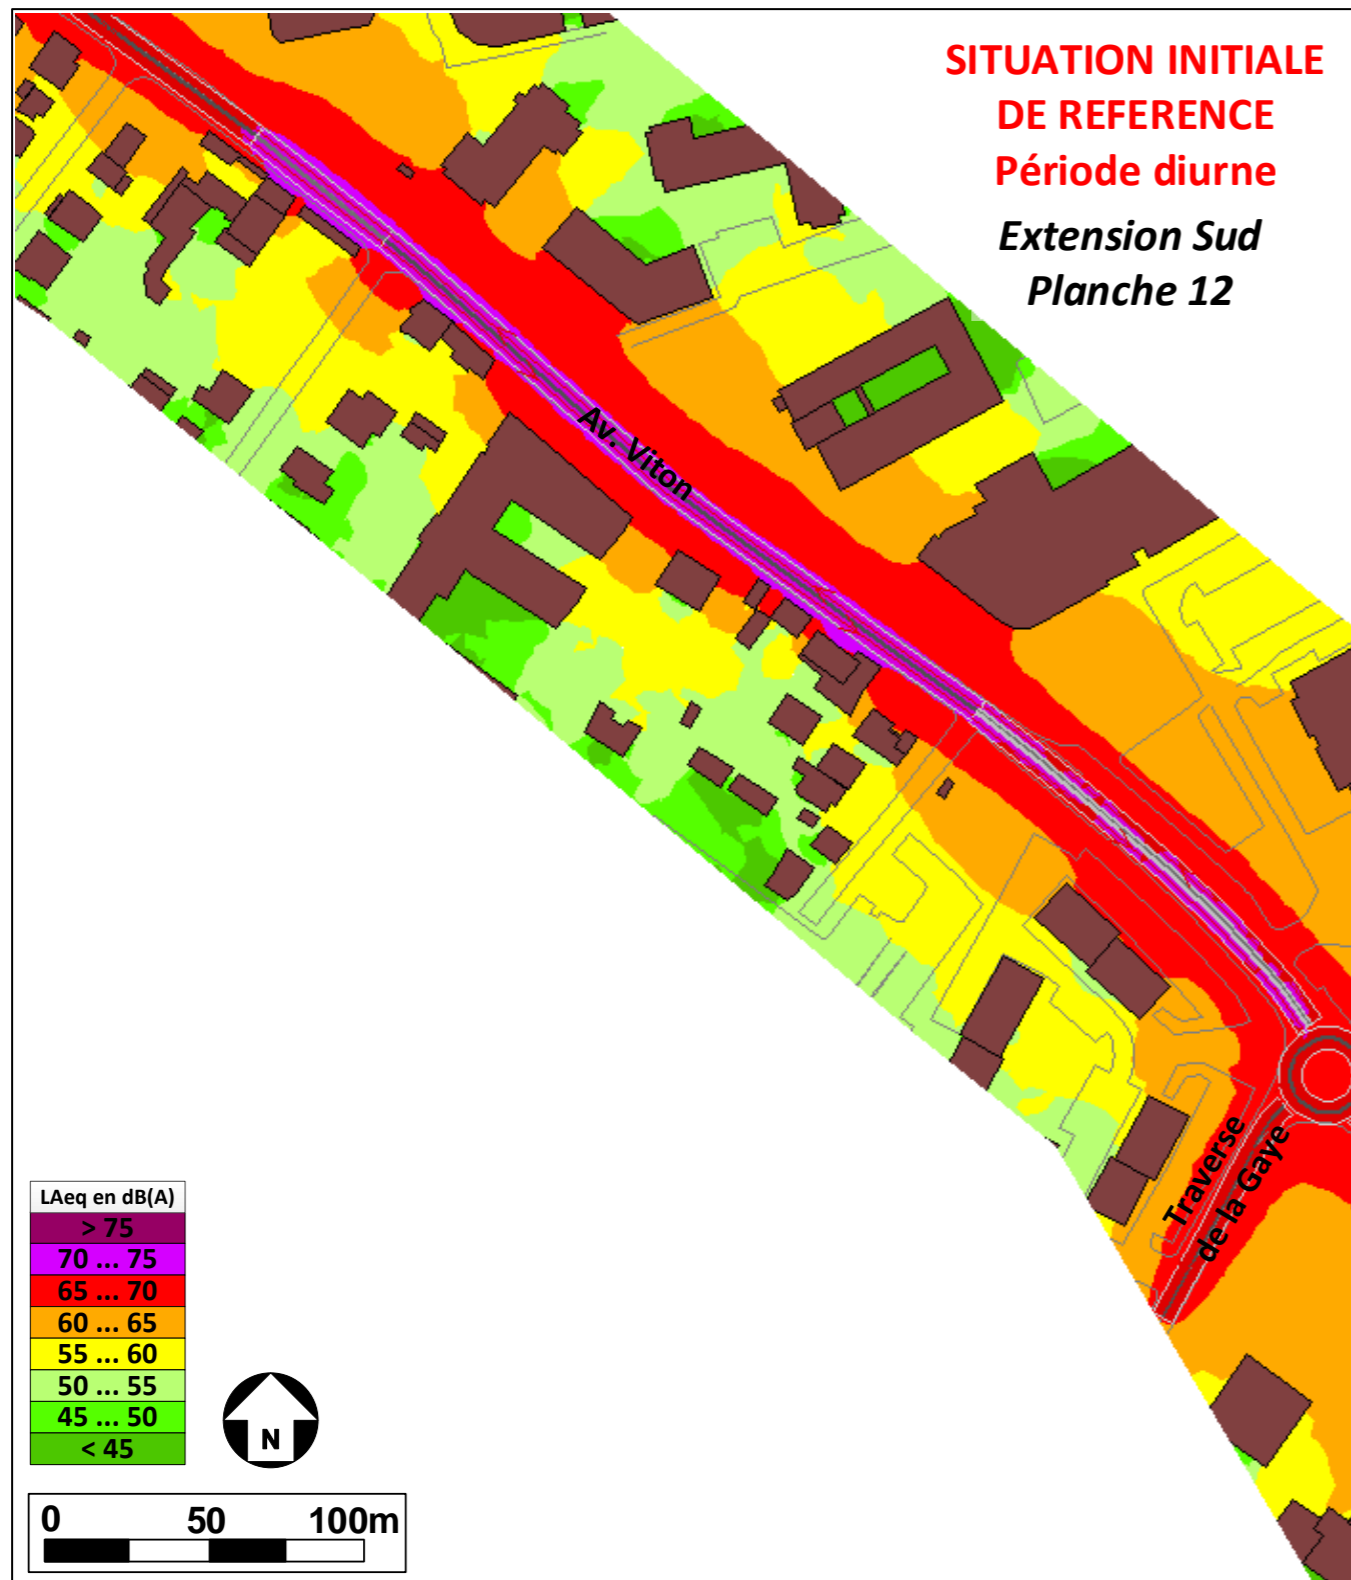 SITUATION INITIALE
DE REFERENCE
Période diurne
Extension Sud
Planche 12
Av. Viton
Traverse
de la Gaye
LAeq en dB(A)
> 75
70 ... 75
65 ... 70
60 ... 65
55 ... 60
50 ... 55
45 ... 50
< 45
N
0 50 100m